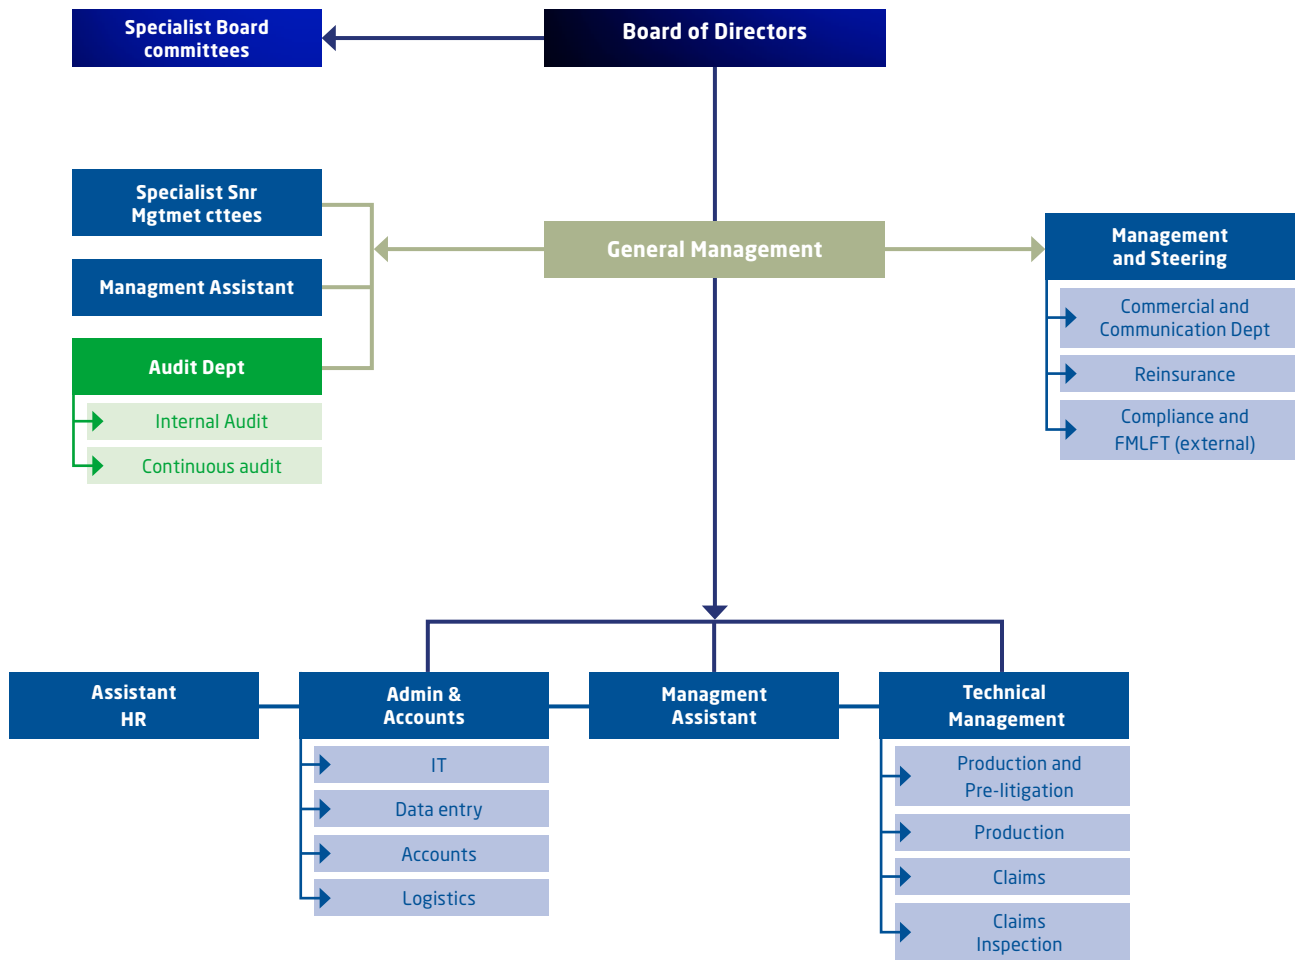 Specialist Board
committees
Board of Directors
Specialist Snr
Mgtmet cttees
Managment Assistant
Audit Dept
Internal Audit
Continuous audit
General Management
Management
and Steering
Commercial and
Communication Dept
Reinsurance
Compliance and
FMLFT (external)
Assistant
HR
Admin &
Accounts
IT
Data entry
Accounts
Logistics
Managment
Assistant
Technical
Management
Production and
Pre-litigation
Production
Claims
Claims
Inspection